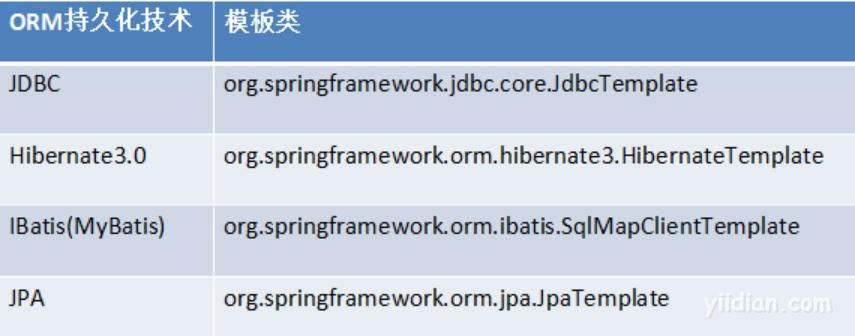 ORM持久化技术 模板类
JDBC org.springframework.jdbc.core.JdbcTemplate
Hibernate3.0 org.springframework.orm.hibernate3.HibernateTemplate
IBatis(MyBatis) org.springframework.orm.ibatis.SqlMapClientTemplate
JPA org.springframework.orm.jpa.JpaTemplate
yiidian.com